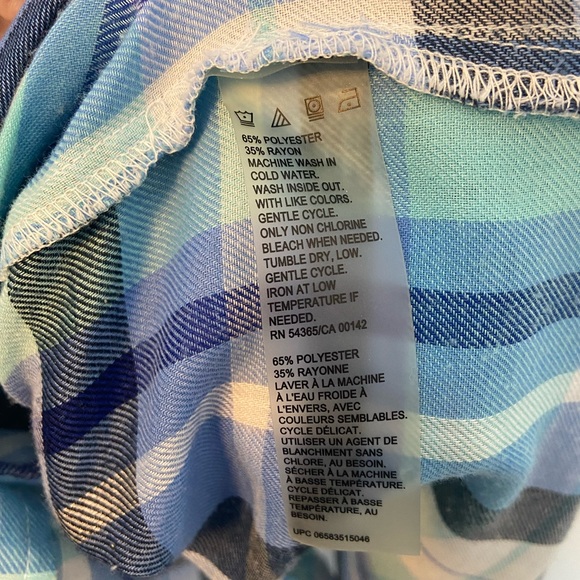 65% POLYESTER
35% RAYON
MACHINE WASH IN
COLD WATER.
WASH INSIDE OUT.
WITH LIKE COLORS.
GENTLE CYCLE.
ONLY NON CHLORINE
BLEACH WHEN NEEDED.
TUMBLE DRY, LOW.
GENTLE CYCLE.
IRON AT LOW
TEMPERATURE IF
NEEDED.
RN 54365/CA 00142
65% POLYESTER
35% RAYONNE
LAVER À LA MACHINE
À L'EAU FROIDE À
L'ENVERS, AVEC
COULEURS SEMBLABLES.
CYCLE DÉLICAT.
UTILISER UN AGENT DE
BLANCHIMENT SANS
CHLORE, AU BESOIN.
SÉCHER À LA MACHINE
À BASSE TEMPÉRATURE.
CYCLE DÉLICAT.
REPASSER À BASSE
TEMPÉRATURE, AU
BESOIN.
UPC 06583515046